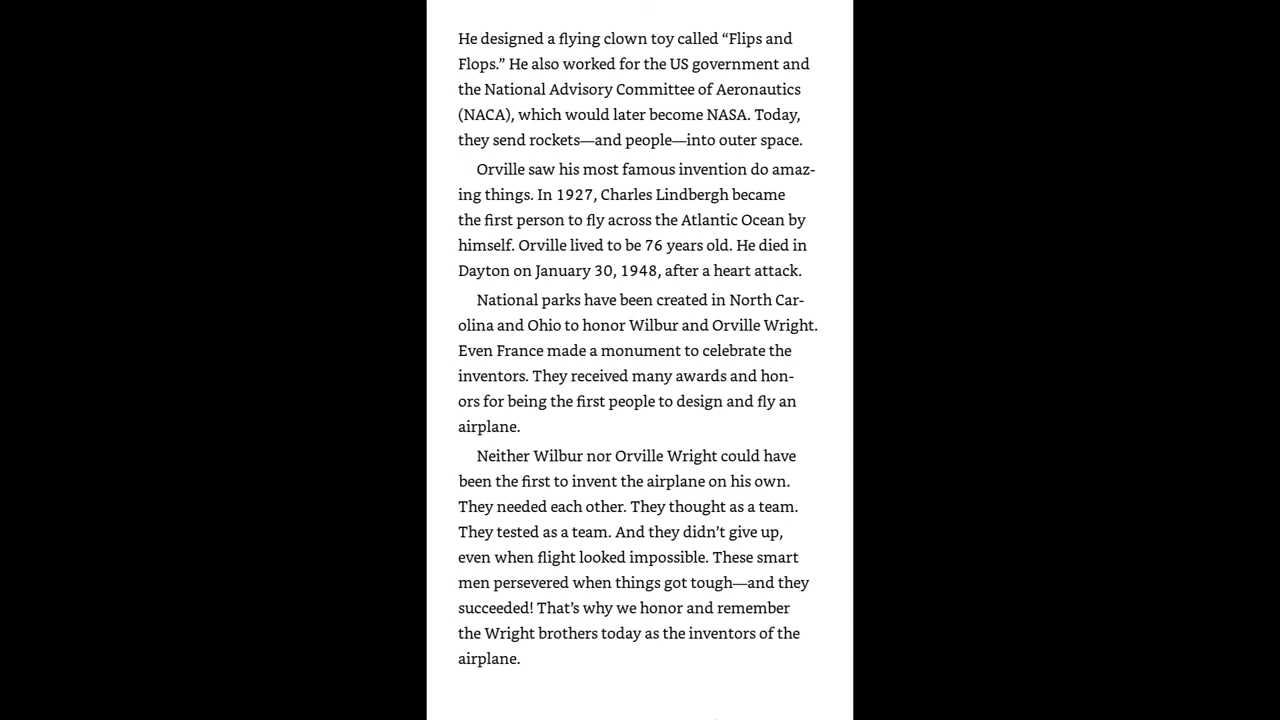 He designed a flying clown toy called “Flips and
Flops.” He also worked for the US government and
the National Advisory Committee of Aeronautics
(NACA), which would later become NASA. Today,
they send rockets—and people—into outer space.
Orville saw his most famous invention do amaz-
ing things. In 1927, Charles Lindbergh became
the first person to fly across the Atlantic Ocean by
himself. Orville lived to be 76 years old. He died in
Dayton on January 30, 1948, after a heart attack.
National parks have been created in North Car-
olina and Ohio to honor Wilbur and Orville Wright.
Even France made a monument to celebrate the
inventors. They received many awards and hon-
ors for being the first people to design and fly an
airplane.
Neither Wilbur nor Orville Wright could have
been the first to invent the airplane on his own.
They needed each other. They thought as a team.
They tested as a team. And they didn’t give up,
even when flight looked impossible. These smart
men persevered when things got tough—and they
succeeded! That’s why we honor and remember
the Wright brothers today as the inventors of the
airplane.